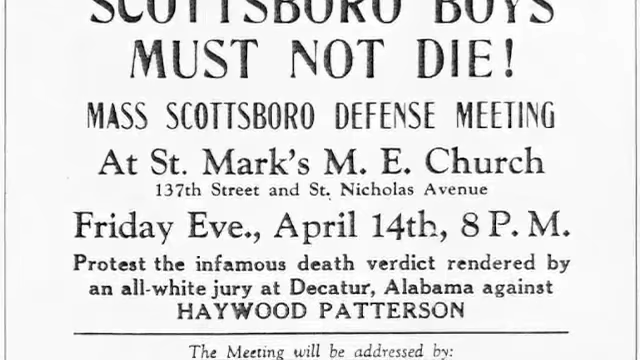 SCOTTSBORO BOYS
MUST NOT DIE!
MASS SCOTTSBORO DEFENSE MEETING
At St. Mark's M. E. Church
137th Street and St. Nicholas Avenue
Friday Eve., April 14th, 8 P. M.
Protest the infamous death verdict rendered by
an all-white jury at Decatur, Alabama against
HAYWOOD PATTERSON
The Meeting will be addressed by: